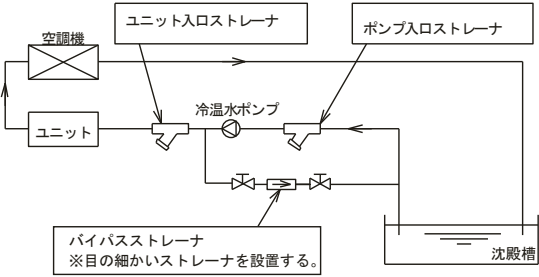 ユニット入口ストレーナ
ポンプ入口ストレーナ
空調機
冷温水ポンプ
ユニット
バイパスストレーナ
※目の細かいストレーナを設置する。
沈殿槽